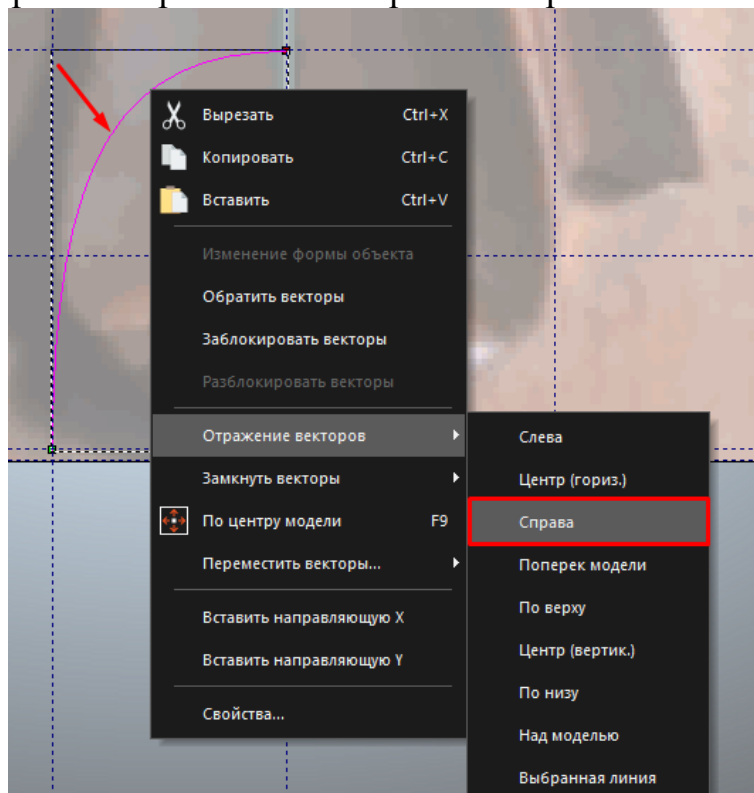 Вырезать Ctrl+X
Копировать Ctrl+C
Вставить Ctrl+V
Изменение формы объекта
Обратить векторы
Заблокировать векторы
Разблокировать векторы
Отражение векторов
Замкнуть векторы
По центру модели F9
Переместить векторы...
Вставить направляющую X
Вставить направляющую Y
Свойства...
Слева
Центр (гориз.)
Справа
Поперек модели
По верху
Центр (вертик.)
По низу
Над моделью
Выбранная линия